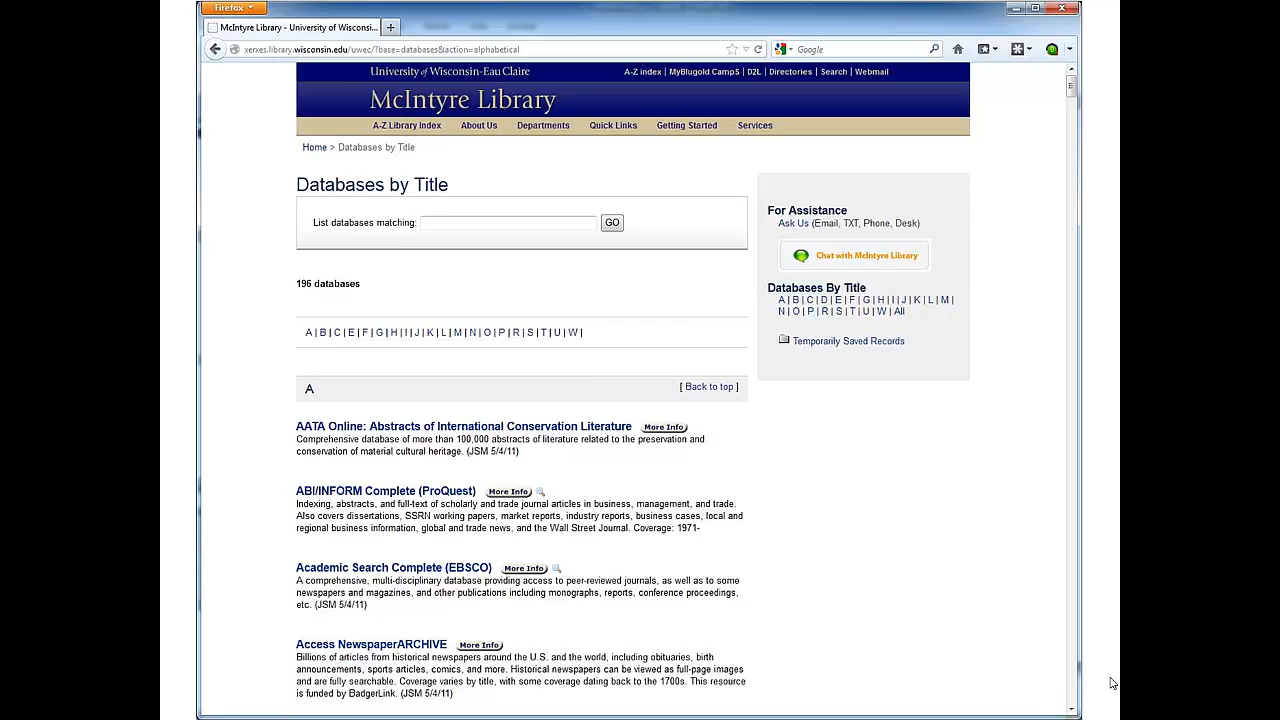 Firefox
McIntyre Library - University of Wisconsi...
xerxes.library.wisconsin.edu/uwec/?base=databases&action=alphabetical
Google
University of Wisconsin-Eau Claire
A-Z index | MyBlugold CampS | D2L | Directories | Search | Webmail
McIntyre Library
A-Z Library Index About Us Departments Quick Links Getting Started Services
Home > Databases by Title
Databases by Title
List databases matching: GO
196 databases
A | B | C | E | F | G | H | I | J | K | L | M | N | O | P | R | S | T | U | W |
A
[ Back to top ]
AATA Online: Abstracts of International Conservation Literature More Info
Comprehensive database of more than 100,000 abstracts of literature related to the preservation and
conservation of material cultural heritage. (JSM 5/4/11)
ABI/INFORM Complete (ProQuest) More Info
Indexing, abstracts, and full-text of scholarly and trade journal articles in business, management, and trade.
Also covers dissertations, SSRN working papers, market reports, industry reports, business cases, local and
regional business information, global and trade news, and the Wall Street Journal. Coverage: 1971-
Academic Search Complete (EBSCO) More Info
A comprehensive, multi-disciplinary database providing access to peer-reviewed journals, as well as to some
newspapers and magazines, and other publications including monographs, reports, conference proceedings,
etc. (JSM 5/4/11)
Access NewspaperARCHIVE More Info
Billions of articles from historical newspapers around the U.S. and the world, including obituaries, birth
announcements, sports articles, comics, and more. Historical newspapers can be viewed as full-page images
and are fully searchable. Coverage varies by title, with some coverage dating back to the 1700s. This resource
is funded by BadgerLink. (JSM 5/4/11)
For Assistance
Ask Us (Email, TXT, Phone, Desk)
Chat with McIntyre Library
Databases By Title
A | B | C | D | E | F | G | H | I | J | K | L | M |
N | O | P | R | S | T | U | W | All
Temporarily Saved Records